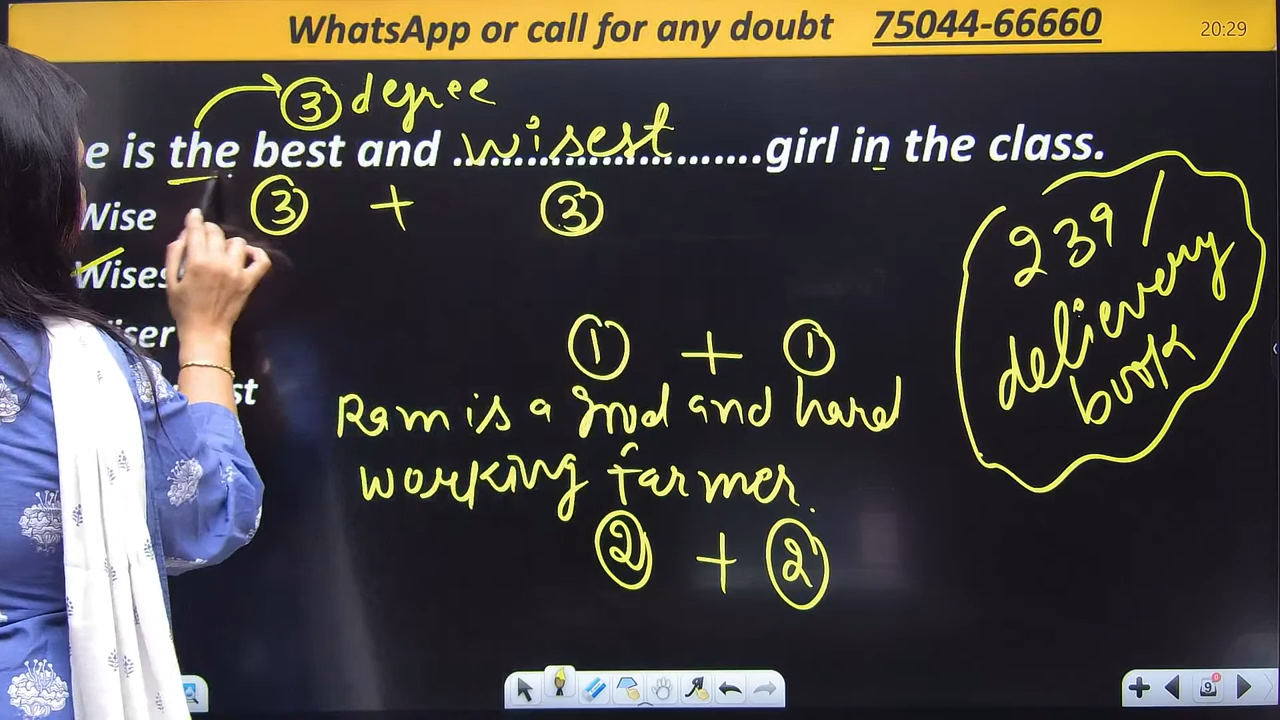 WhatsApp or call for any doubt 75044-66660
20:29
③ degree
e is the best and wisest girl in the class.
③ + ③
Wise
Wises
iser
st
239/
delievery
book
① + ①
Ram is a good and hard
working farmer.
② + ②
9